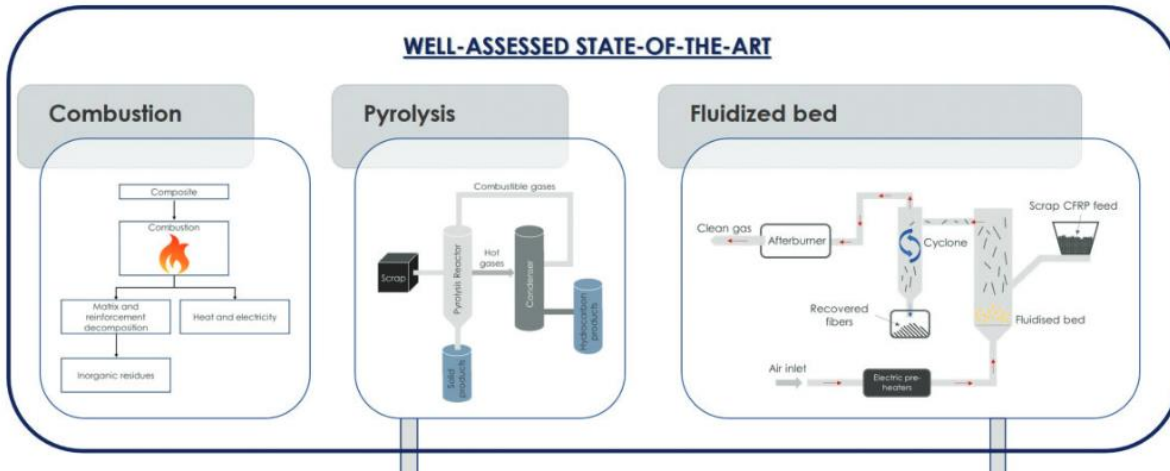 WELL-ASSESSED STATE-OF-THE-ART
Combustion
Composite
Combustion
Matrix and
reinforcement
decomposition
Heat and electricity
Inorganic residues
Pyrolysis
Combustible gases
Scrap
Pyrolysis Reactor
Hot
gases
Condenser
Hydrocarbon
products
Solid
products
Fluidized bed
Scrap CFRP feed
Clean gas
Afterburner
Cyclone
Recovered
fibers
Fluidised bed
Air inlet
Electric pre-
heaters